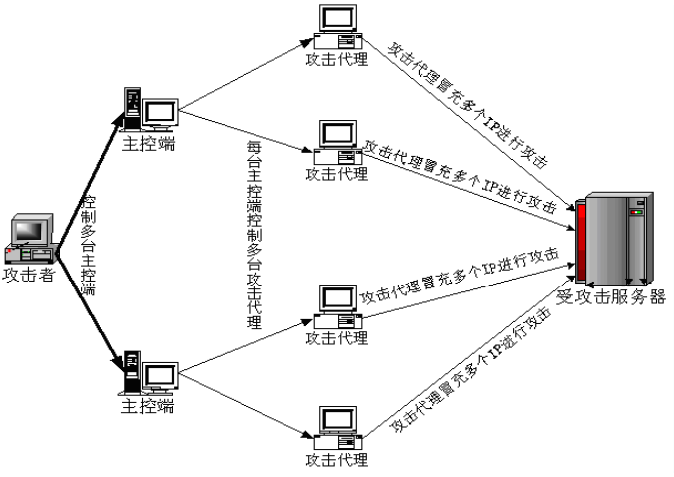 攻击代理
攻击代理冒充多个IP进行攻击
主控端
攻击代理
攻击代理冒充多个IP进行攻击
控制多台主控端
每台主控端控制多台攻击代理
攻击者
受攻击服务器
攻击代理
攻击代理冒充多个IP进行攻击
主控端
攻击代理
攻击代理冒充多个IP进行攻击